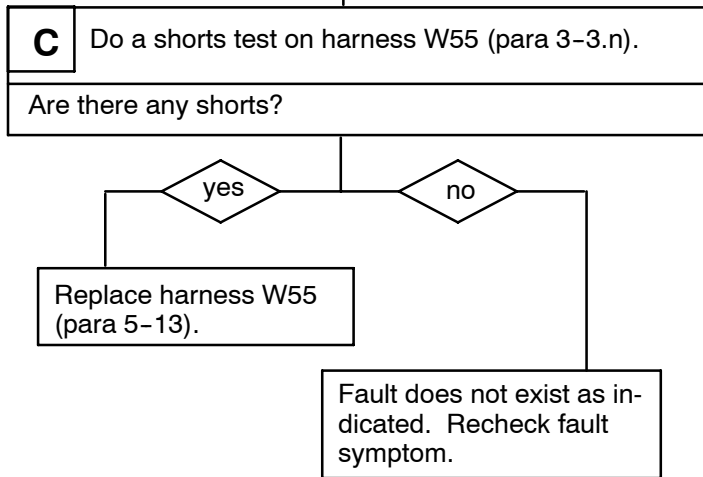 C Do a shorts test on harness W55 (para 3-3.n).
Are there any shorts?
yes
no
Replace harness W55
(para 5-13).
Fault does not exist as in-
dicated. Recheck fault
symptom.